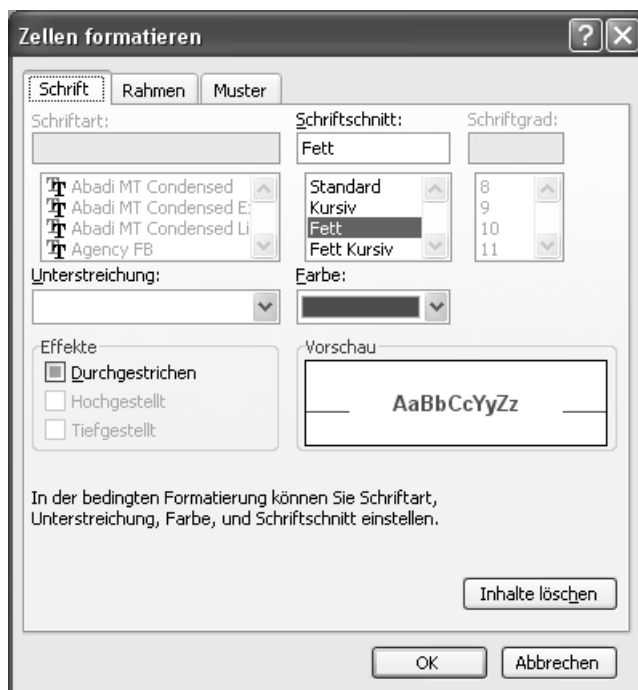 Zellen formatieren
Schrift Rahmen Muster
Schriftart: Schriftschnitt: Schriftgrad:
Fett
Abadi MT Condensed Standard 8
Abadi MT Condensed E: Kursiv 9
Abadi MT Condensed Li Fett 10
Agency FB Fett Kursiv 11
Unterstreichung: Farbe:
Effekte Vorschau
Durchgestrichen
Hochgestellt AaBbCcYyZz
Tiefgestellt
In der bedingten Formatierung können Sie Schriftart,
Unterstreichung, Farbe, und Schriftschnitt einstellen.
Inhalte löschen
OK Abbrechen